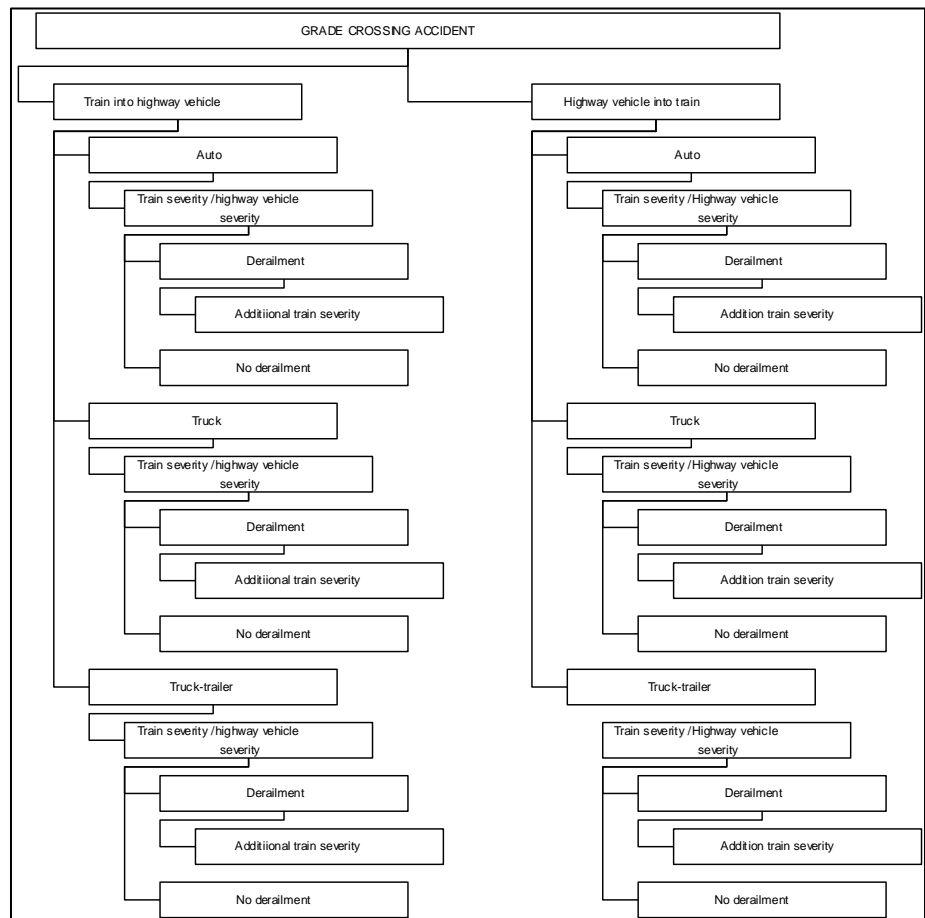 GRADE CROSSING ACCIDENT
Train into highway vehicle
Auto
Train severity /highway vehicle
severity
Derailment
Additiional train severity
No derailment
Truck
Train severity /highway vehicle
severity
Derailment
Additiional train severity
No derailment
Truck-trailer
Train severity /highway vehicle
severity
Derailment
Additiional train severity
No derailment
Highway vehicle into train
Auto
Train severity /Highway vehicle
severity
Derailment
Addition train severity
No derailment
Truck
Train severity /Highway vehicle
severity
Derailment
Addition train severity
No derailment
Truck-trailer
Train severity /Highway vehicle
severity
Derailment
Addition train severity
No derailment